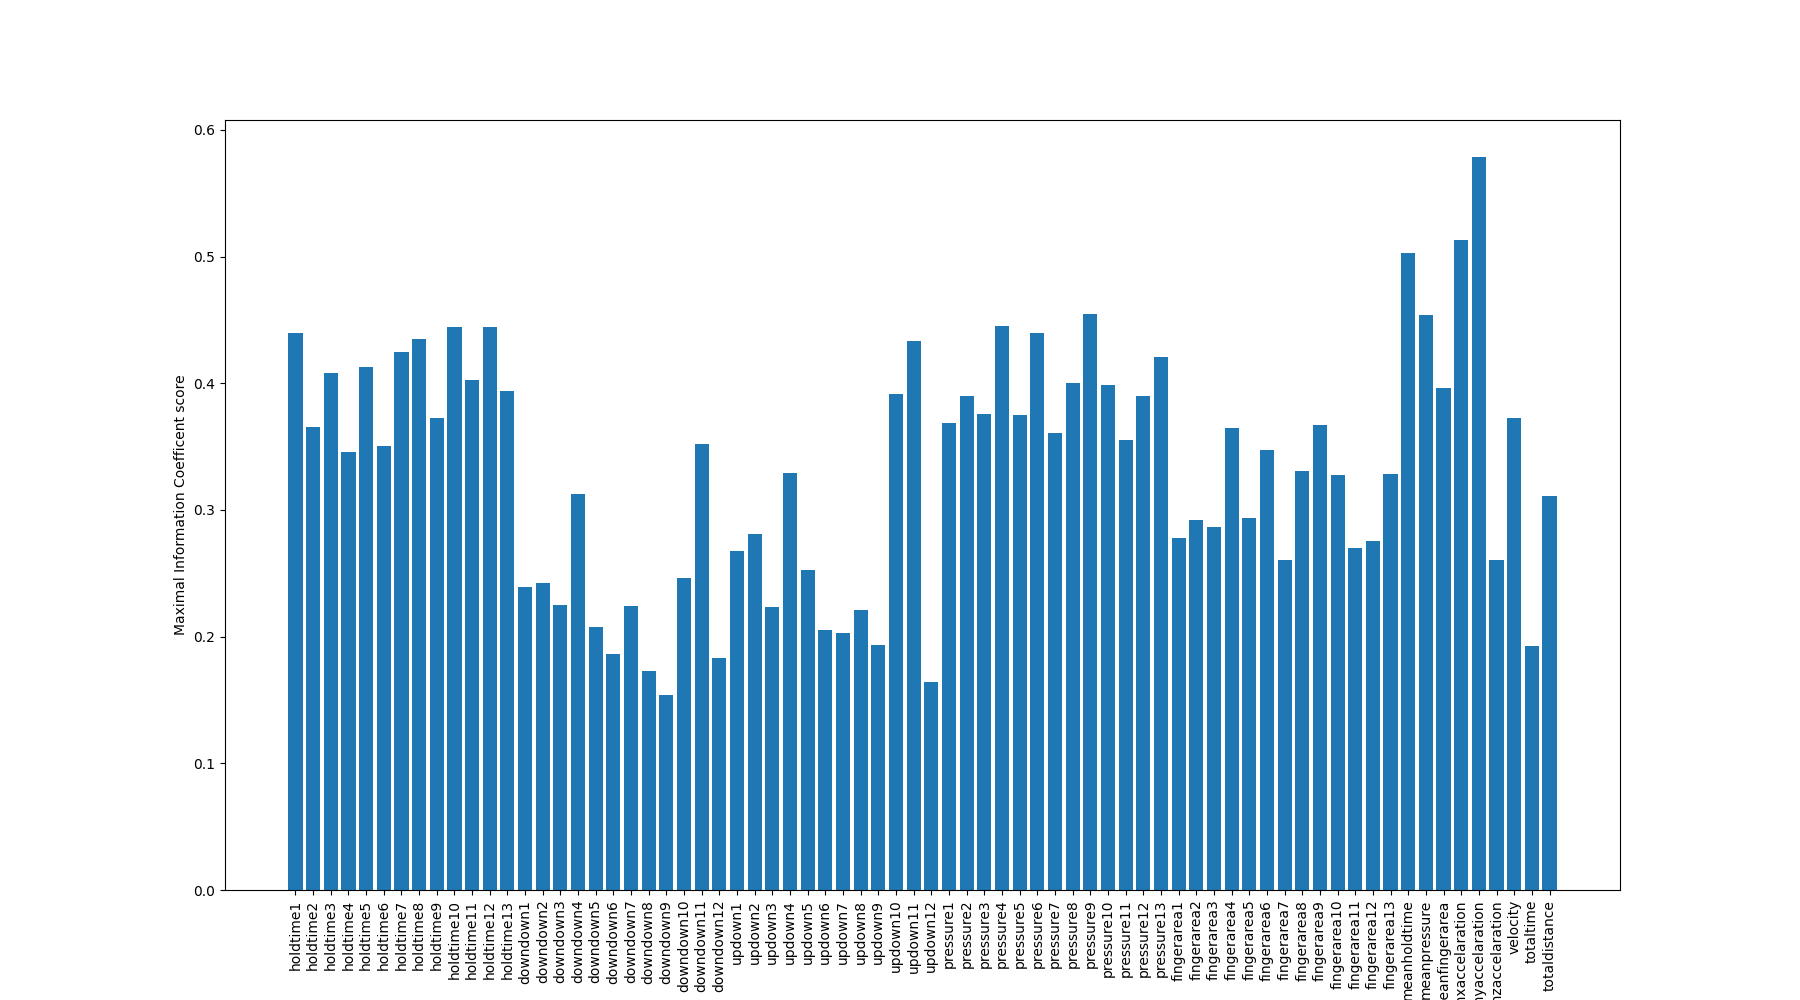 0.6
0.5
0.4
0.3
0.2
0.1
0.0
Maximal Information Coefficent score
holdtime1
holdtime2
holdtime3
holdtime4
holdtime5
holdtime6
holdtime7
holdtime8
holdtime9
holdtime10
holdtime11
holdtime12
holdtime13
downdown1
downdown2
downdown3
downdown4
downdown5
downdown6
downdown7
downdown8
downdown9
downdown10
downdown11
downdown12
updown1
updown2
updown3
updown4
updown5
updown6
updown7
updown8
updown9
updown10
updown11
updown12
pressure1
pressure2
pressure3
pressure4
pressure5
pressure6
pressure7
pressure8
pressure9
pressure10
pressure11
pressure12
pressure13
fingerarea1
fingerarea2
fingerarea3
fingerarea4
fingerarea5
fingerarea6
fingerarea7
fingerarea8
fingerarea9
fingerarea10
fingerarea11
fingerarea12
fingerarea13
meanholdtime
meanpressure
eanfingerarea
nxaccelaration
nyaccelaration
nzaccelaration
velocity
totaltime
totaldistance